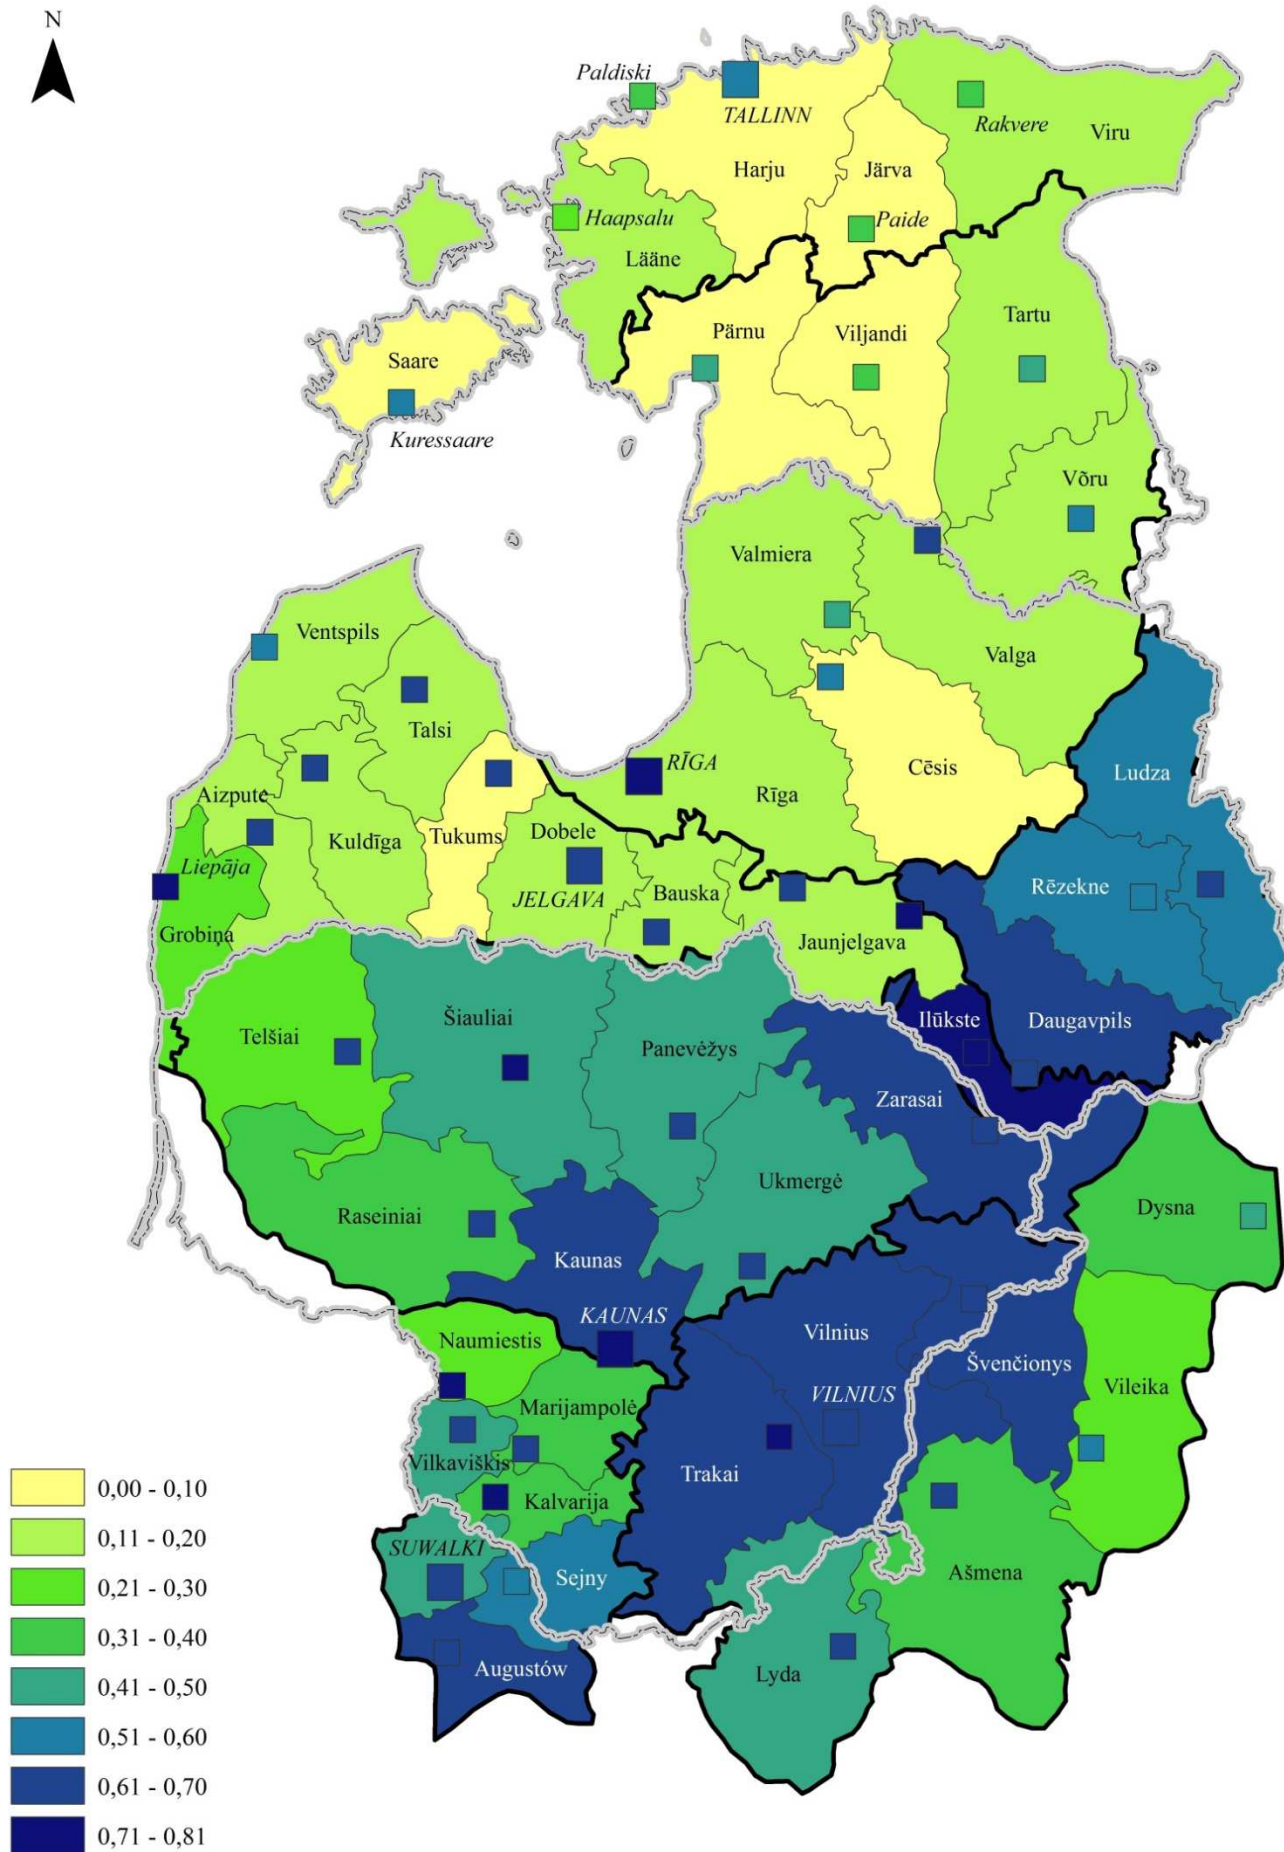 N
Paldiski
TALLINN
Rakvere
Viru
Harju
Järva
Haapsalu
Paide
Lääne
Tartu
Pärnu
Viljandi
Saare
Kuressaare
Võru
Valmiera
Ventspils
Valga
Talsi
RĪGA
Cēsis
Ludza
Aizpute
Rīga
Kuldīga
Tukums
Dobele
Liepāja
Rēzekne
JELGAVA
Bauska
Grobiņa
Jaunjelgava
Telšiai
Šiauliai
Ilūkste
Daugavpils
Panevėžys
Zarasai
Ukmergė
Dysna
Raseiniai
Kaunas
KAUNAS
Vilnius
Naumiestis
Švenčionys
VILNIUS
Vileika
Marijampolė
Vilkaviškis
Trakai
Kalvarija
SUWALKI
Sejny
Ašmena
Augustów
Lyda
0,00 - 0,10
0,11 - 0,20
0,21 - 0,30
0,31 - 0,40
0,41 - 0,50
0,51 - 0,60
0,61 - 0,70
0,71 - 0,81